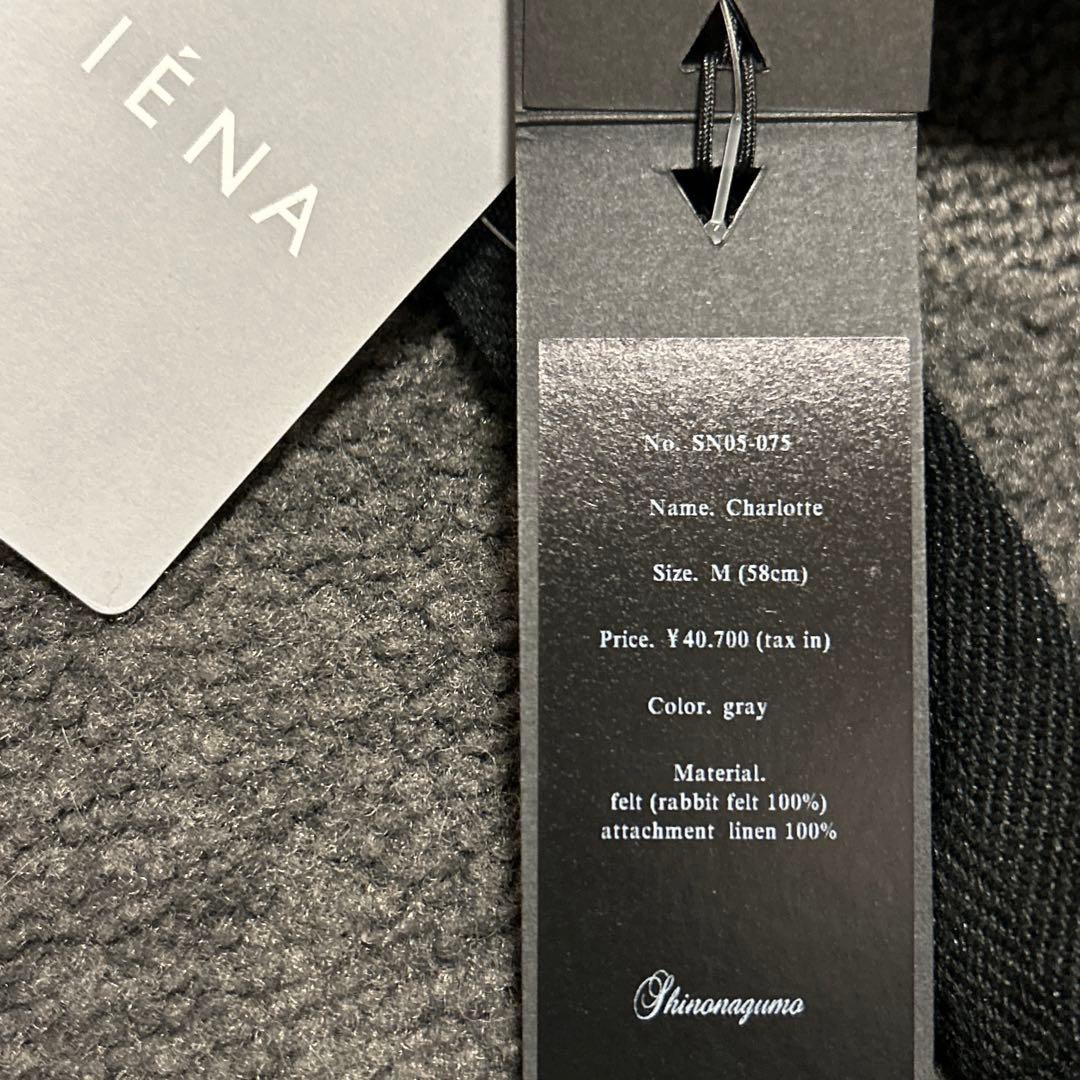 IÉNA
No. SN05-075
Name. Charlotte
Size. M (58cm)
Price. ¥40.700 (tax in)
Color. gray
Material.
felt (rabbit felt 100%)
attachment linen 100%
Shinonagumo